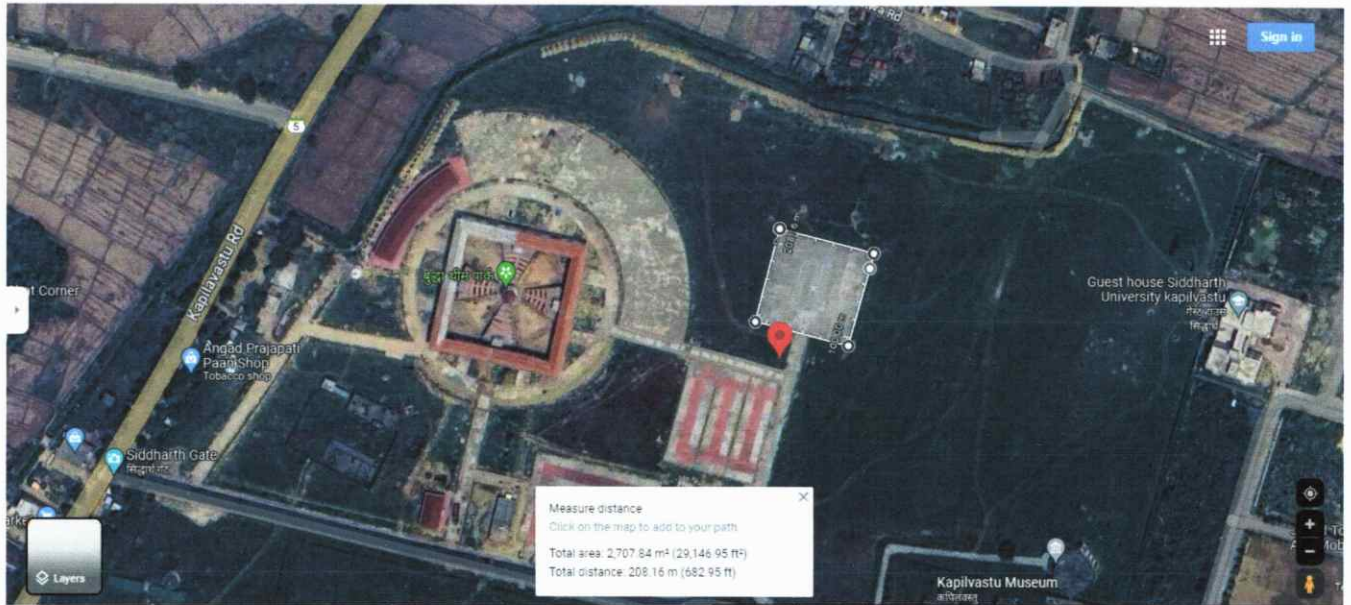 Sign in
5
Kapilavastu Rd
बुद्धा थीम पार्क
Corner
Guest house Siddharth
University kapilvastu
गेस्ट हाउस
Angad Prajapati
Paan Shop
Tobacco shop
Siddharth Gate
सिद्धार्थ गेट
Measure distance
Click on the map to add to your path
Total area: 2,707.84 m² (29,146.95 ft²)
Total distance: 208.16 m (682.95 ft)
Layers
Kapilvastu Museum